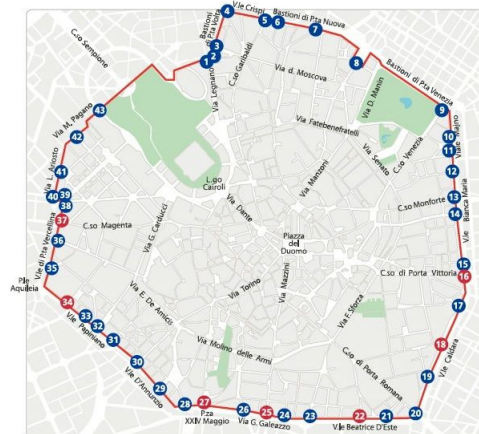 4
V.le Crispi
5
6
Bastioni di P.ta Nuova
7
Bastioni
di P.ta Volta
3
2
1
C.so Sempione
Via Legnano
C.so Garibaldi
8
Via d. Moscova
Bastioni di P.ta Venezia
Via D. Manin
9
43
Via M. Pagano
42
Via Fatebenefratelli
10
Viale Majno
11
Via Senato
C.so Venezia
Via L. Ariosto
41
L.go
Cairoli
Via Manzoni
12
40
39
38
C.so Monforte
13
V.le Bianca Maria
14
37
C.so Magenta
Via Dante
36
V.le di P.ta Vercellina
Via G. Carducci
Piazza
del
Duomo
35
15
C.so di Porta Vittoria
16
P.le
Aquileia
Via Mazzini
34
Via E. De Amicis
Via Torino
Via F. Sforza
17
33
V.le Papiniano
32
31
Via Molino delle Armi
18
V.le Caldara
30
C.so di Porta Romana
19
29
V.le D'Annunzio
28
27
P.za
XXIV Maggio
26
25
24
23
22
21
20
Via G. Galeazzo
V.le Beatrice D'Este